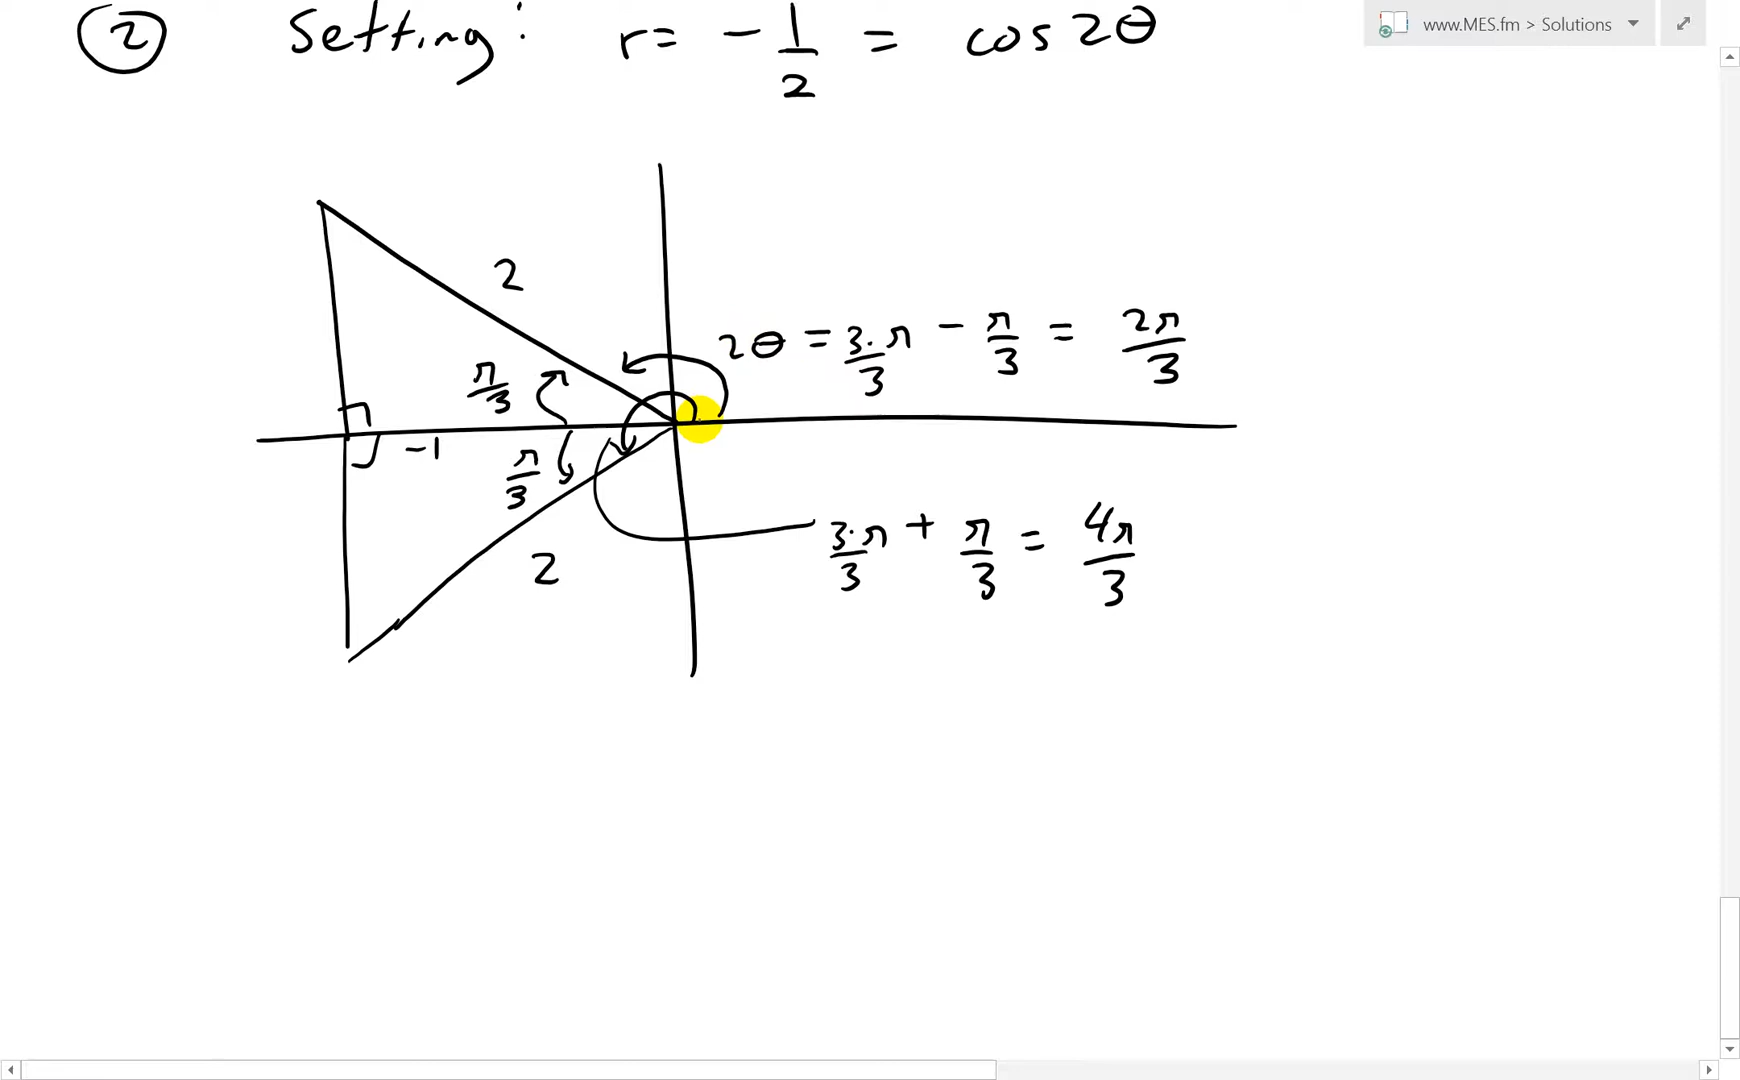 ② Setting: r = -1/2 = cos 2θ
www.MES.fm > Solutions
2
2θ = 3·π/3 - π/3 = 2π/3
π/3
-1
π/3
3·π/3 + π/3 = 4π/3
2